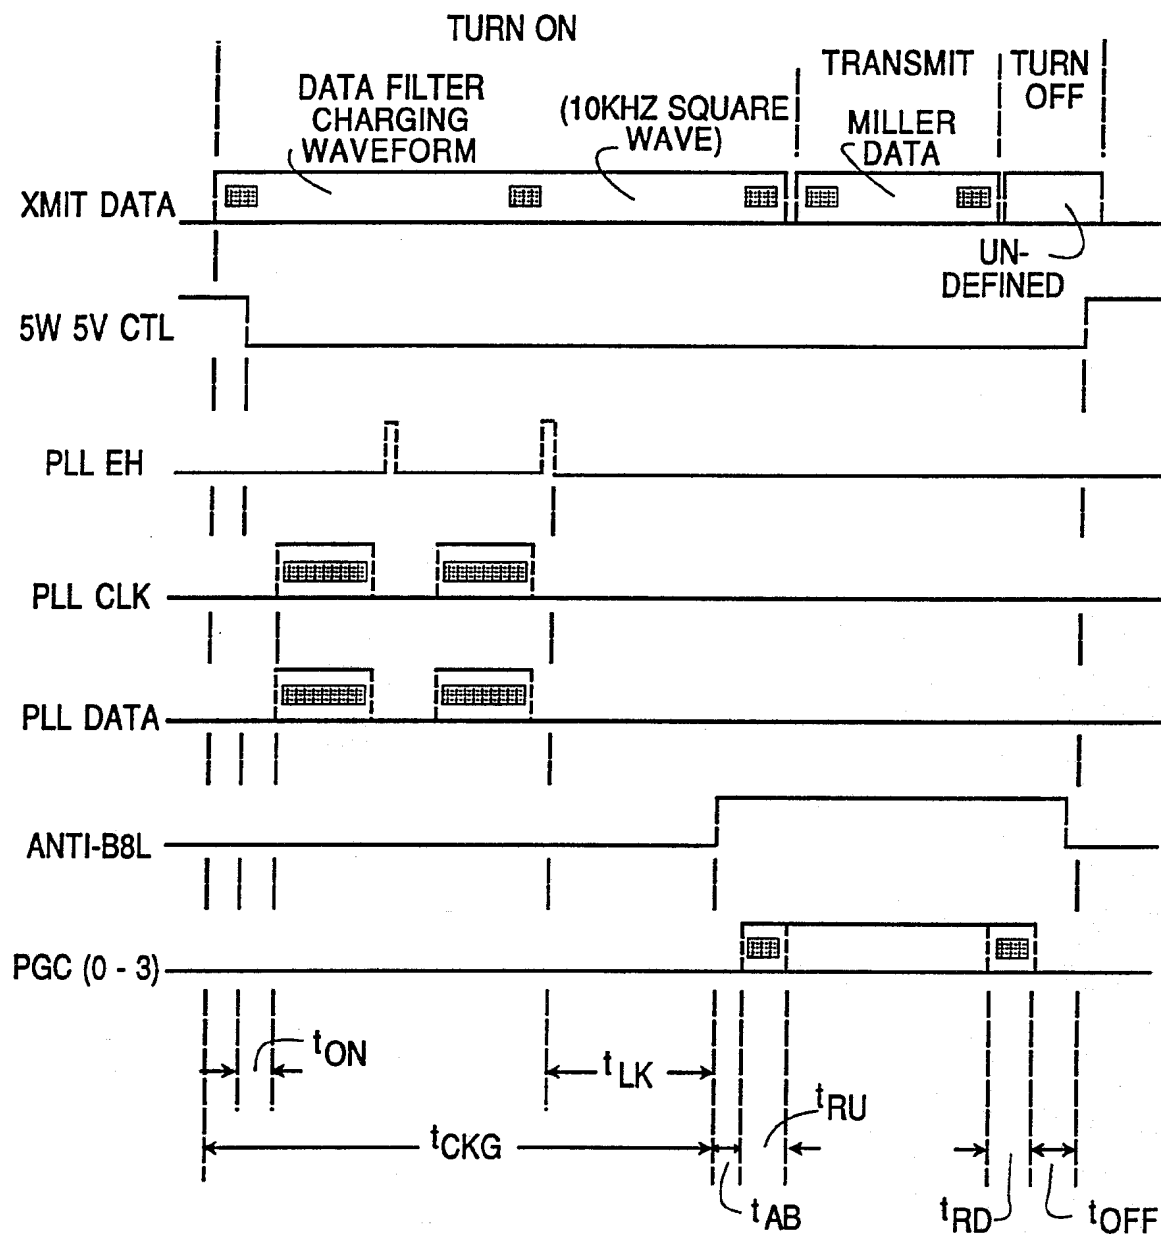 TURN ON
TRANSMIT
TURN
OFF
DATA FILTER
CHARGING
WAVEFORM
(10KHZ SQUARE
WAVE)
MILLER
DATA
XMIT DATA
UN-
DEFINED
5W 5V CTL
PLL EH
PLL CLK
PLL DATA
ANTI-B8L
PGC (0 - 3)
tON
tLK
tRU
tCKG
tAB
tRD
tOFF